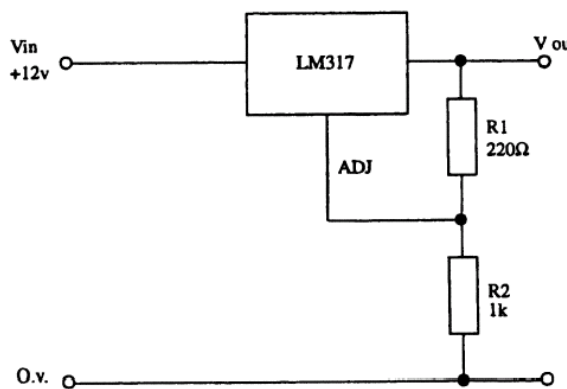 Vin
+12v
LM317
V ou
R1
220Ω
ADJ
R2
1k
O.v.